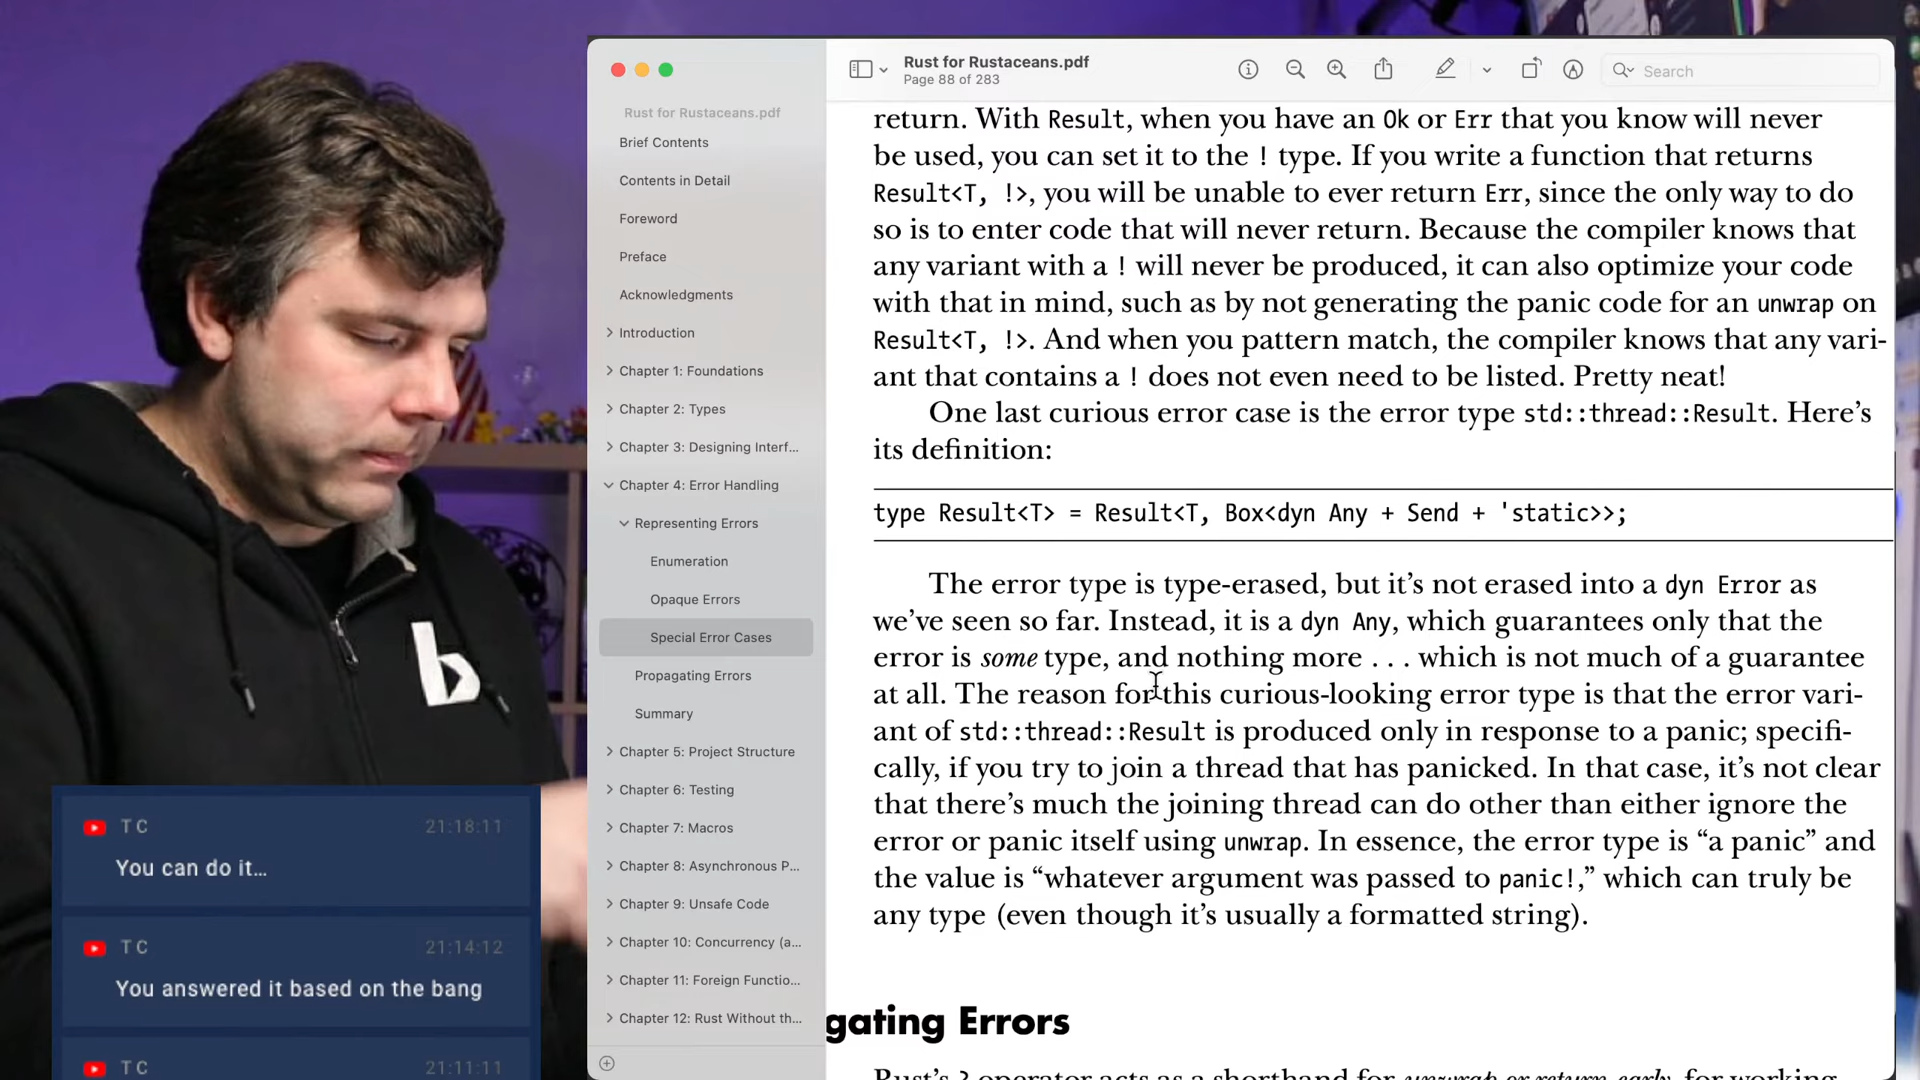 Rust for Rustaceans.pdf
Page 88 of 283
Search
Rust for Rustaceans.pdf
Brief Contents
Contents in Detail
Foreword
Preface
Acknowledgments
Introduction
Chapter 1: Foundations
Chapter 2: Types
Chapter 3: Designing Interf...
Chapter 4: Error Handling
Representing Errors
Enumeration
Opaque Errors
Special Error Cases
Propagating Errors
Summary
Chapter 5: Project Structure
Chapter 6: Testing
Chapter 7: Macros
Chapter 8: Asynchronous P...
Chapter 9: Unsafe Code
Chapter 10: Concurrency (a...
Chapter 11: Foreign Functio...
Chapter 12: Rust Without th...
return. With Result, when you have an Ok or Err that you know will never
be used, you can set it to the ! type. If you write a function that returns
Result<T, !>, you will be unable to ever return Err, since the only way to do
so is to enter code that will never return. Because the compiler knows that
any variant with a ! will never be produced, it can also optimize your code
with that in mind, such as by not generating the panic code for an unwrap on
Result<T, !>. And when you pattern match, the compiler knows that any vari-
ant that contains a ! does not even need to be listed. Pretty neat!
One last curious error case is the error type std::thread::Result. Here's
its definition:
type Result<T> = Result<T, Box<dyn Any + Send + 'static>>;
The error type is type-erased, but it's not erased into a dyn Error as
we've seen so far. Instead, it is a dyn Any, which guarantees only that the
error is some type, and nothing more . . . which is not much of a guarantee
at all. The reason for this curious-looking error type is that the error vari-
ant of std::thread::Result is produced only in response to a panic; specifi-
cally, if you try to join a thread that has panicked. In that case, it's not clear
that there's much the joining thread can do other than either ignore the
error or panic itself using unwrap. In essence, the error type is “a panic” and
the value is “whatever argument was passed to panic!,” which can truly be
any type (even though it's usually a formatted string).
gating Errors
Rust's ? operator acts as a shorthand for unwrap or return early, for working
b
T C 21:18:11
You can do it...
T C 21:14:12
You answered it based on the bang
T C 21:11:11